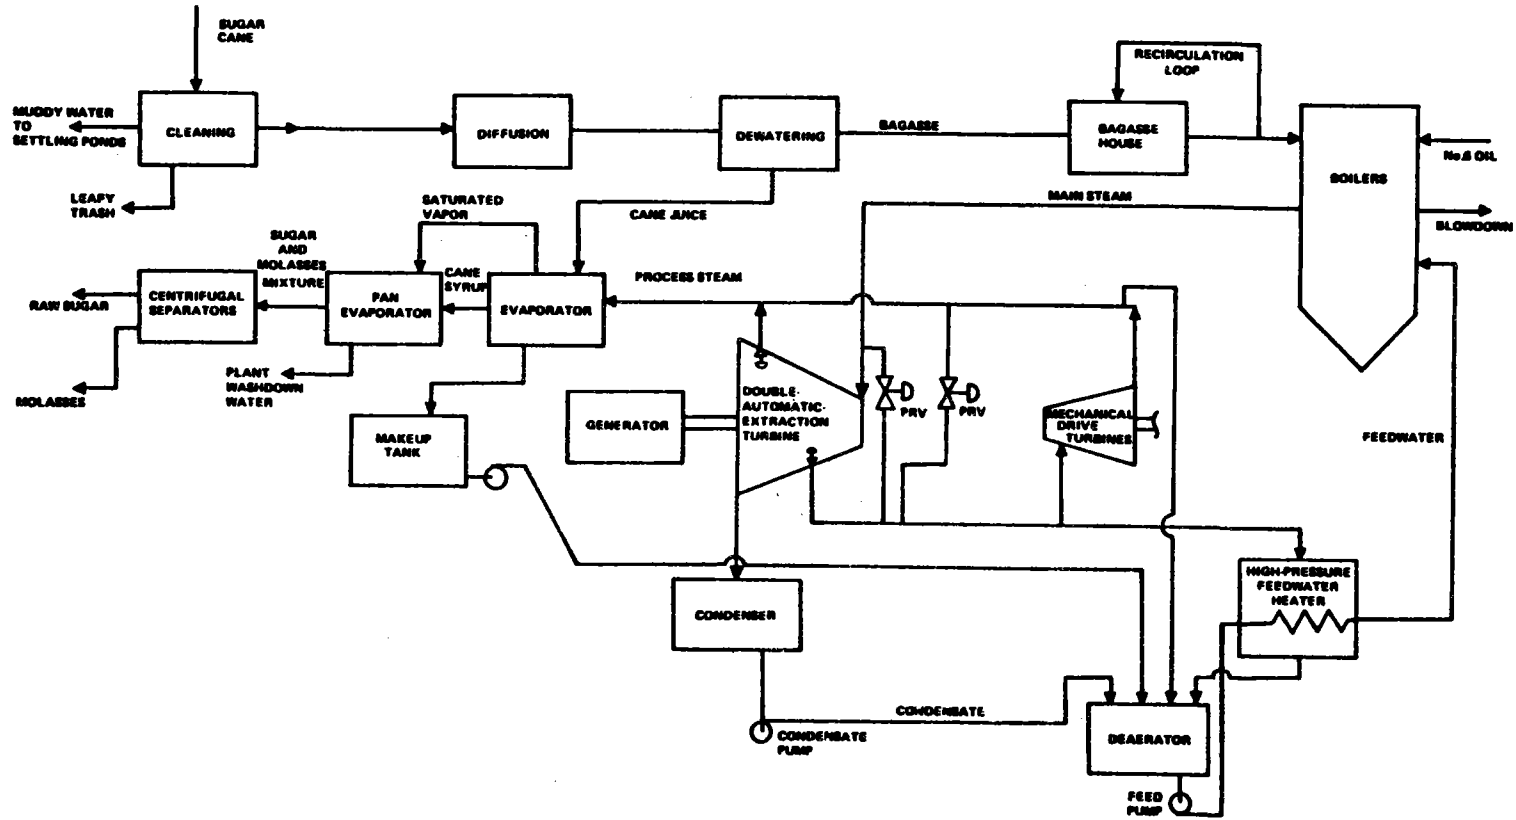 SUGAR
CANE
MUDDY WATER
TO
SETTLING PONDS
CLEANING
DIFFUSION
DEWATERING
BAGASSE
RECIRCULATION
LOOP
BAGASSE
HOUSE
No.6 OIL
BOILERS
BLOWDOWN
LEAFY
TRASH
SATURATED
VAPOR
CANE JUICE
MAIN STEAM
SUGAR
AND
MOLASSES
MIXTURE
CANE
SYRUP
PROCESS STEAM
RAW SUGAR
CENTRIFUGAL
SEPARATORS
PAN
EVAPORATOR
EVAPORATOR
PLANT
WASHDOWN
WATER
MOLASSES
MAKEUP
TANK
GENERATOR
DOUBLE-
AUTOMATIC-
EXTRACTION
TURBINE
PRV
PRV
MECHANICAL
DRIVE
TURBINES
FEEDWATER
HIGH-PRESSURE
FEEDWATER
HEATER
CONDENSER
CONDENSATE
CONDENSATE
PUMP
DEAERATOR
FEED
PUMP